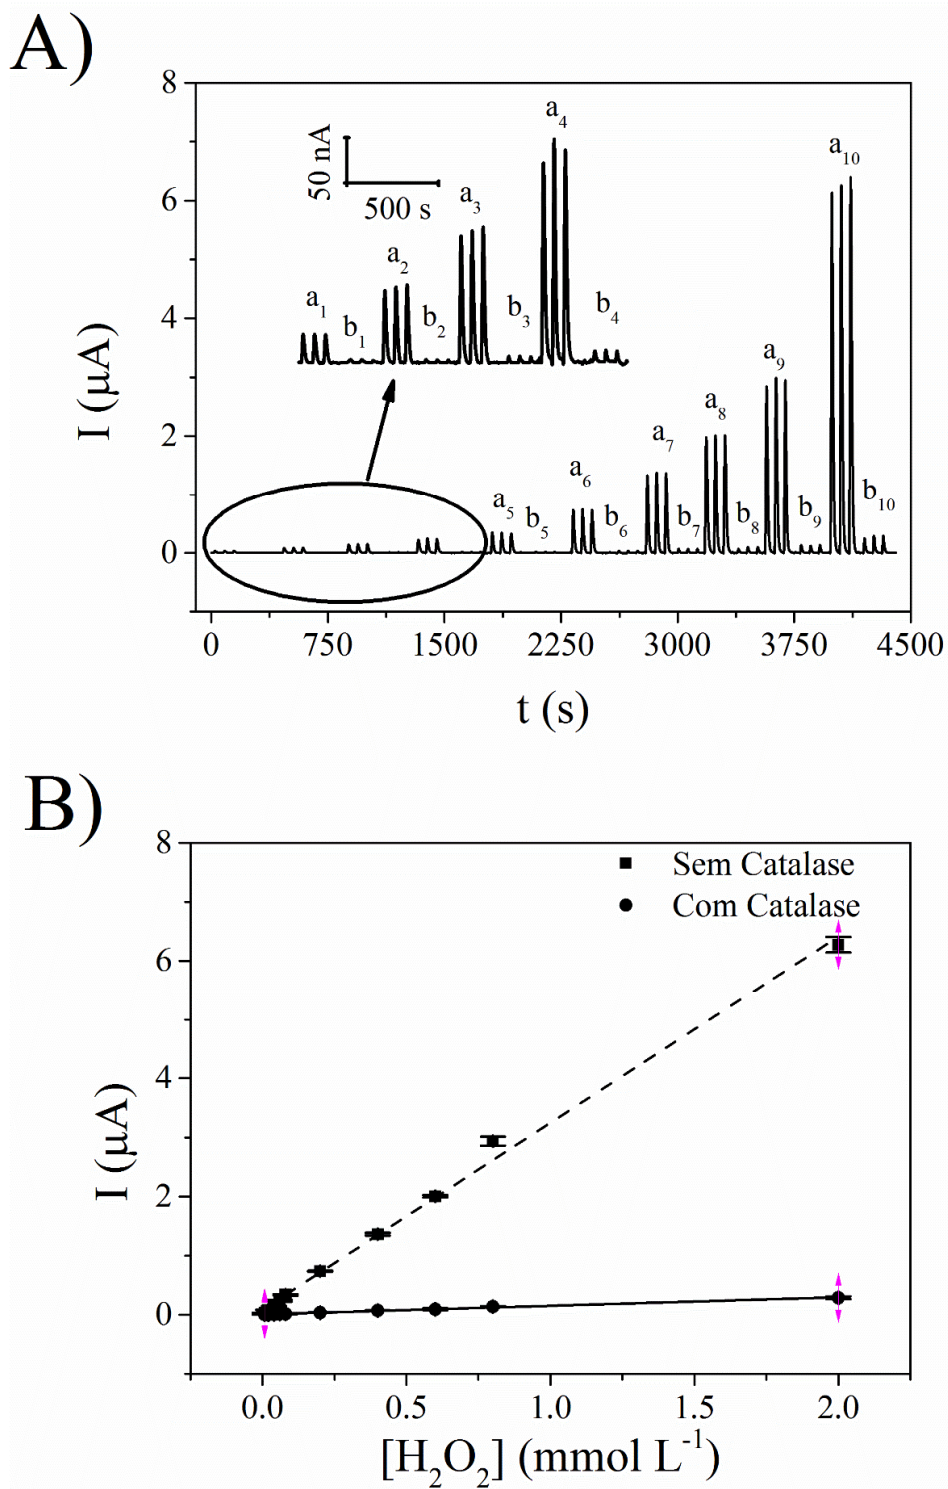 A)
8
6
4
2
0
I (μA)
50 nA
500 s
a1
b1
a2
b2
a3
b3
a4
b4
a5
b5
a6
b6
a7
b7
a8
b8
a9
b9
a10
b10
0 750 1500 2250 3000 3750 4500
t (s)
B)
8
6
4
2
0
I (μA)
Sem Catalase
Com Catalase
0.0 0.5 1.0 1.5 2.0
[H2O2] (mmol L-1)